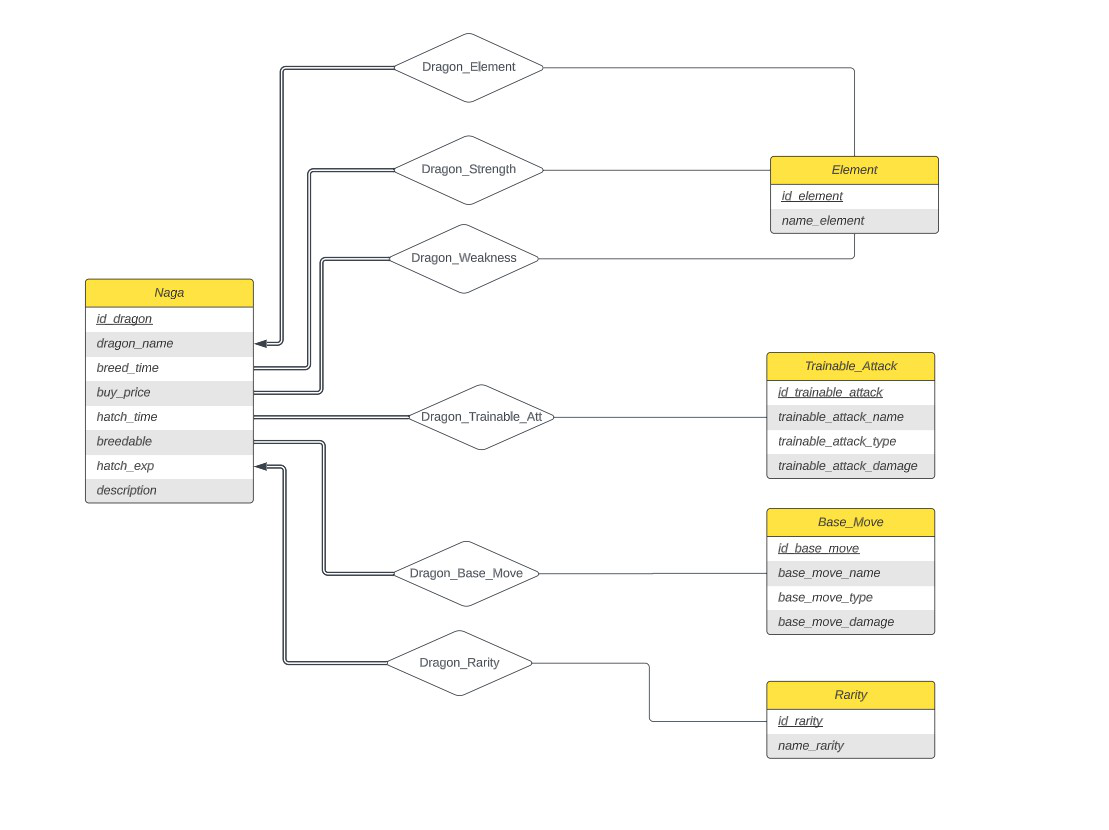 Dragon_Element
Dragon_Strength
Element
id_element
name_element
Dragon_Weakness
Naga
id_dragon
dragon_name
breed_time
buy_price
hatch_time
breedable
hatch_exp
description
Trainable_Attack
id_trainable_attack
trainable_attack_name
trainable_attack_type
trainable_attack_damage
Dragon_Trainable_Att
Base_Move
id_base_move
base_move_name
base_move_type
base_move_damage
Dragon_Base_Move
Dragon_Rarity
Rarity
id_rarity
name_rarity